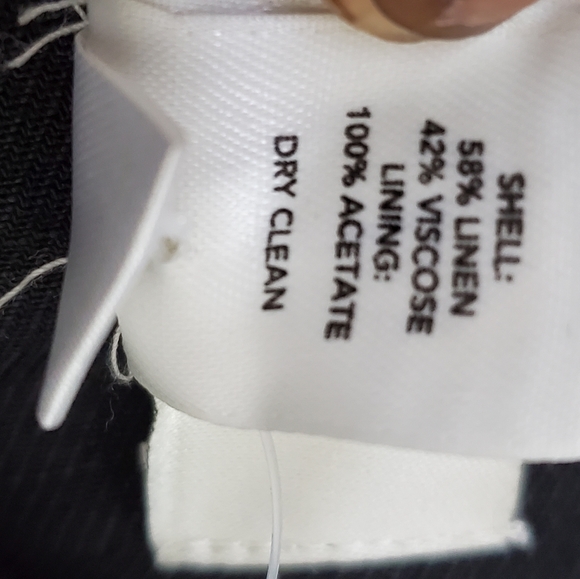 SHELL:
58% LINEN
42% VISCOSE
LINING:
100% ACETATE
DRY CLEAN